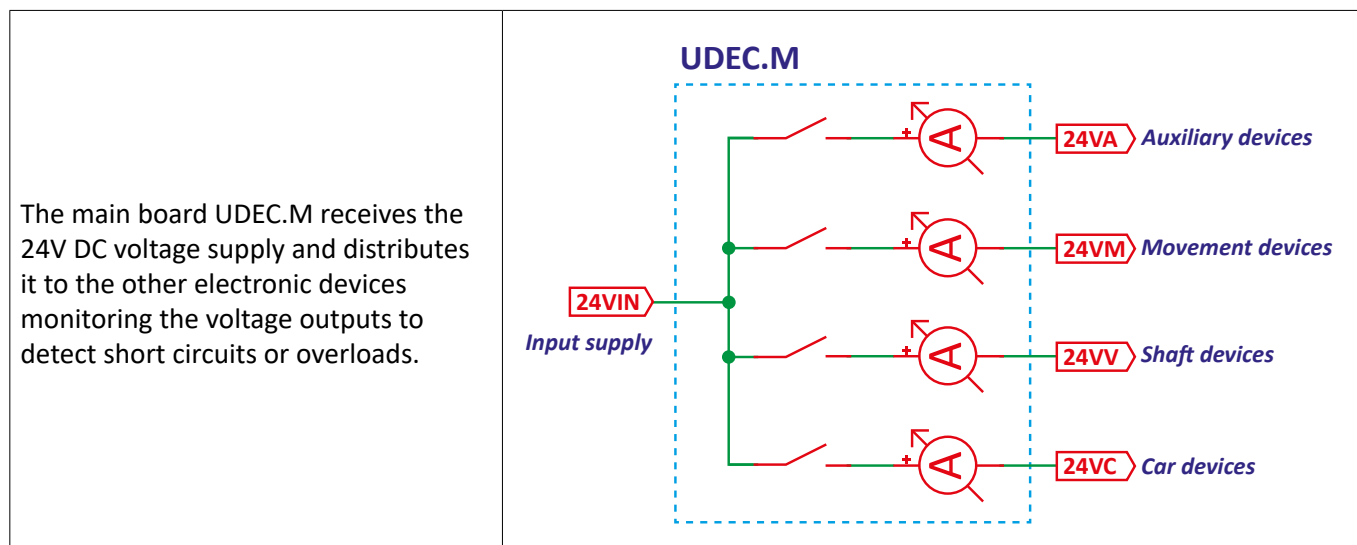 The main board UDEC.M receives the
24V DC voltage supply and distributes
it to the other electronic devices
monitoring the voltage outputs to
detect short circuits or overloads.
UDEC.M
+ A 24VA Auxiliary devices
+ A 24VM Movement devices
24VIN
Input supply
+ A 24VV Shaft devices
+ A 24VC Car devices